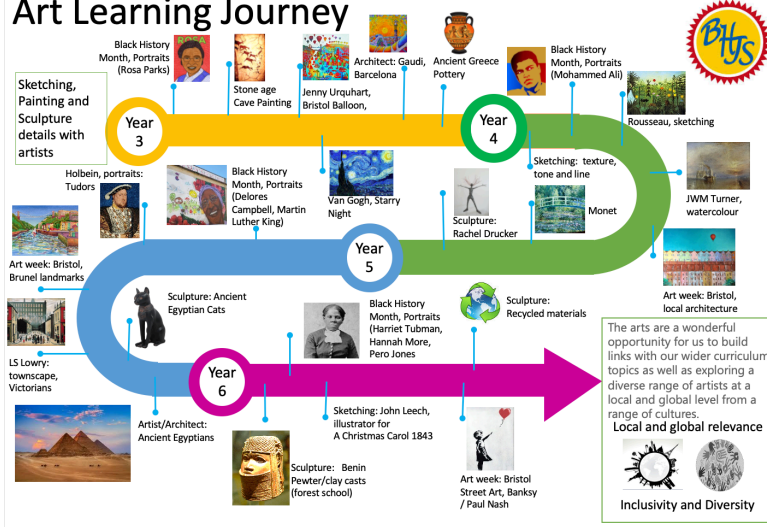 Art Learning Journey
BHJS
Sketching,
Painting and
Sculpture
details with
artists
Black History
Month, Portraits
(Rosa Parks)
ROSA
Stone age
Cave Painting
Jenny Urquhart,
Bristol Balloon,
Architect: Gaudi,
Barcelona
Ancient Greece
Pottery
Black History
Month, Portraits
(Mohammed Ali)
Rousseau, sketching
Year
3
Year
4
Sketching: texture,
tone and line
JWM Turner,
watercolour
Holbein, portraits:
Tudors
Black History
Month, Portraits
(Delores
Campbell, Martin
Luther King)
Van Gogh, Starry
Night
Sculpture:
Rachel Drucker
Monet
Art week: Bristol,
local architecture
Year
5
Art week: Bristol,
Brunel landmarks
Sculpture: Ancient
Egyptian Cats
Black History
Month, Portraits
(Harriet Tubman,
Hannah More,
Pero Jones
Sculpture:
Recycled materials
LS Lowry:
townscape,
Victorians
Year
6
Artist/Architect:
Ancient Egyptians
Sketching: John Leech,
illustrator for
A Christmas Carol 1843
Sculpture: Benin
Pewter/clay casts
(forest school)
Art week: Bristol
Street Art, Banksy
/ Paul Nash
The arts are a wonderful
opportunity for us to build
links with our wider curriculum
topics as well as exploring a
diverse range of artists at a
local and global level from a
range of cultures.
Local and global relevance
Inclusivity and Diversity